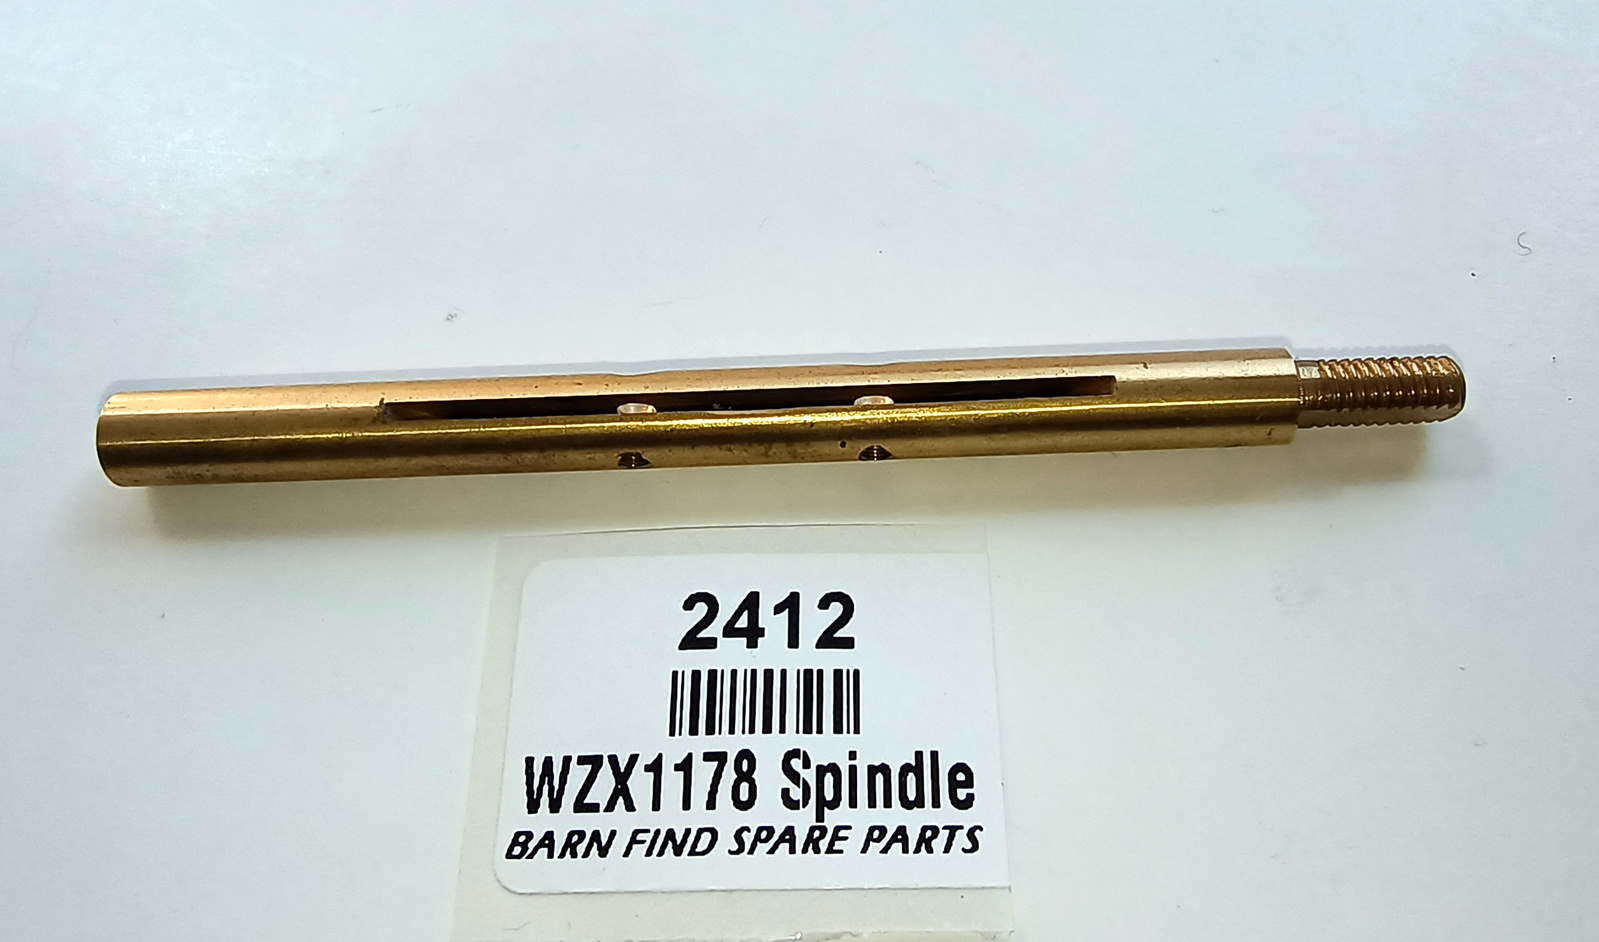 2412
WZX1178 Spindle
BARN FIND SPARE PARTS